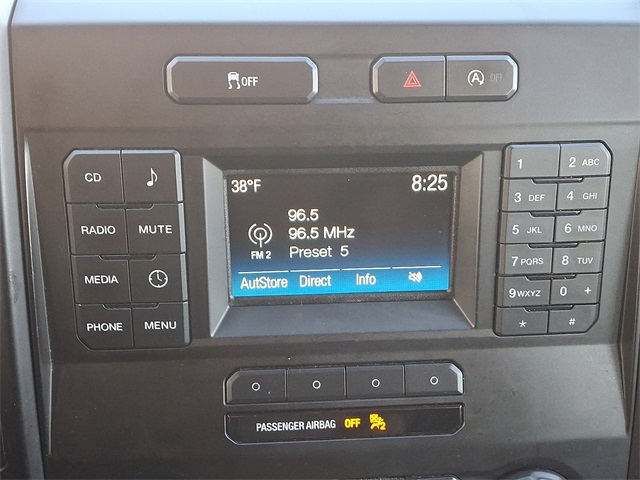 OFF
OFF
CD
RADIO MUTE
MEDIA
PHONE MENU
38°F 8:25
96.5
96.5 MHz
FM 2 Preset 5
AutoStore Direct Info
1 2 ABC
3 DEF 4 GHI
5 JKL 6 MNO
7 PQRS 8 TUV
9 WXYZ 0 +
* #
PASSENGER AIRBAG OFF 2